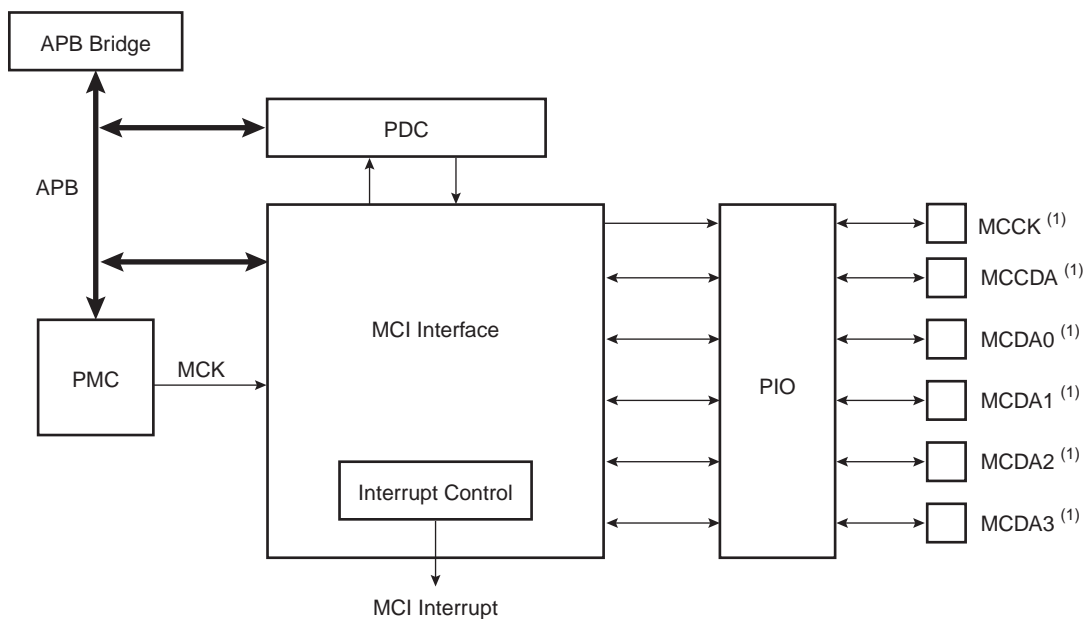 APB Bridge
PDC
APB
MCCK (1)
MCCDA (1)
MCI Interface
MCDA0 (1)
PMC
MCK
PIO
MCDA1 (1)
MCDA2 (1)
Interrupt Control
MCDA3 (1)
MCI Interrupt